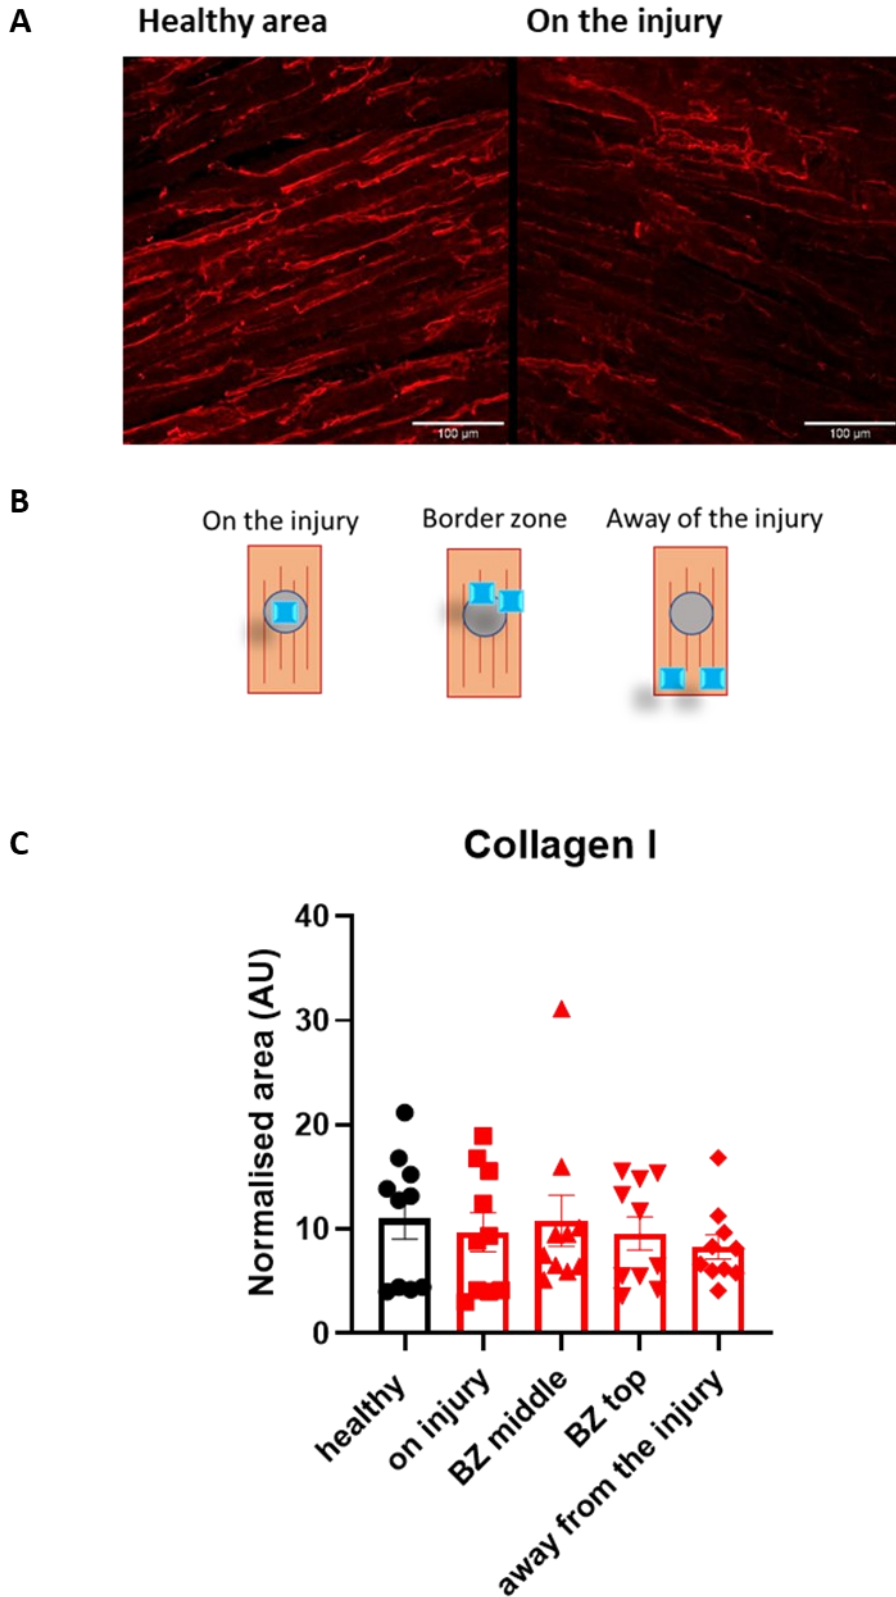 A
Healthy area
On the injury
100 µm
100 µm
B
On the injury
Border zone
Away of the injury
C
Collagen I
Normalised area (AU)
40
30
20
10
0
healthy
on injury
BZ middle
BZ top
away from the injury